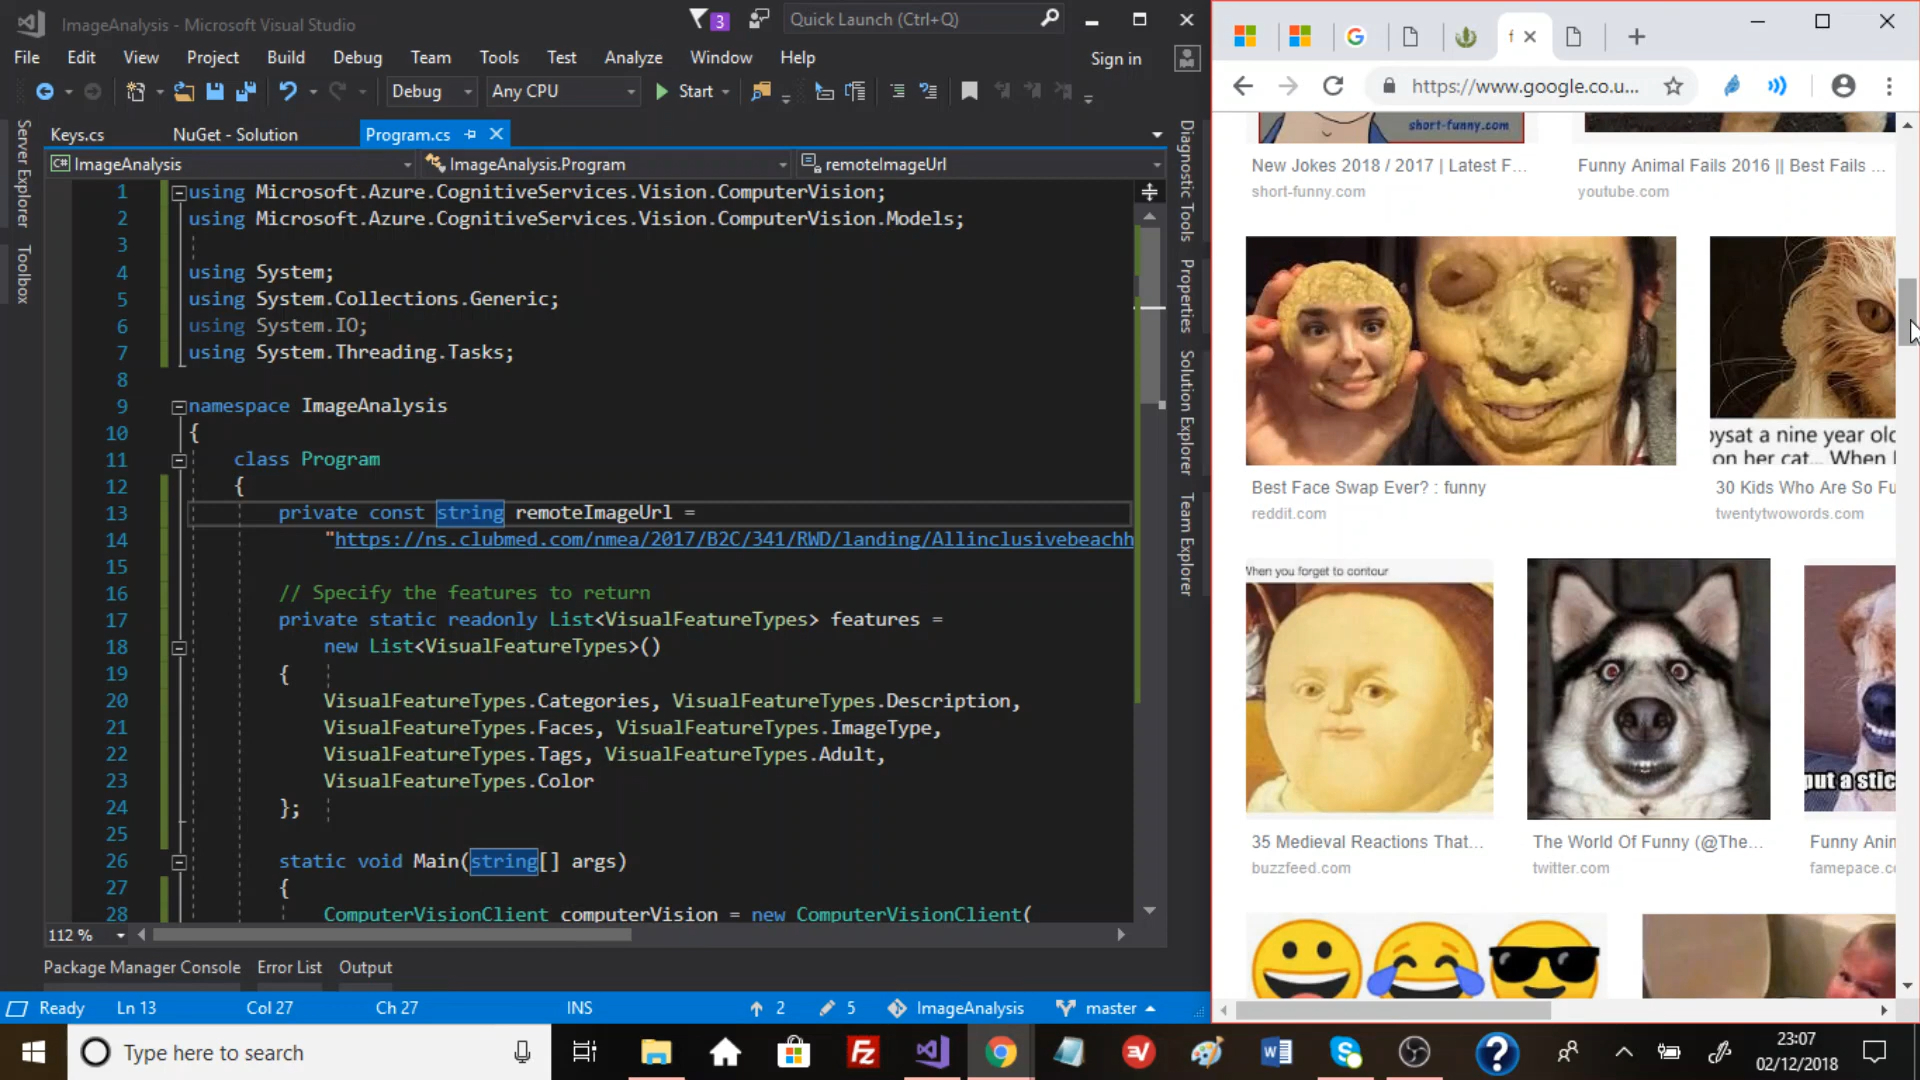 ImageAnalysis - Microsoft Visual Studio
3
Quick Launch (Ctrl+Q)
File Edit View Project Build Debug Team Tools Test Analyze Window Help
Sign in
Debug Any CPU Start
Server Explorer
Toolbox
Keys.cs NuGet - Solution Program.cs
C# ImageAnalysis ImageAnalysis.Program remoteImageUrl
1 using Microsoft.Azure.CognitiveServices.Vision.ComputerVision;
2 using Microsoft.Azure.CognitiveServices.Vision.ComputerVision.Models;
3
4 using System;
5 using System.Collections.Generic;
6 using System.IO;
7 using System.Threading.Tasks;
8
9 namespace ImageAnalysis
10 {
11 class Program
12 {
13 private const string remoteImageUrl =
14 "https://ns.clubmed.com/nmea/2017/B2C/341/RWD/landing/Allinclusivebeachh
15
16 // Specify the features to return
17 private static readonly List<VisualFeatureTypes> features =
18 new List<VisualFeatureTypes>()
19 {
20 VisualFeatureTypes.Categories, VisualFeatureTypes.Description,
21 VisualFeatureTypes.Faces, VisualFeatureTypes.ImageType,
22 VisualFeatureTypes.Tags, VisualFeatureTypes.Adult,
23 VisualFeatureTypes.Color
24 };
25
26 static void Main(string[] args)
27 {
28 ComputerVisionClient computerVision = new ComputerVisionClient(
112 %
Diagnostic Tools
Properties
Solution Explorer
Team Explorer
Package Manager Console Error List Output
Ready Ln 13 Col 27 Ch 27 INS 2 5 ImageAnalysis master
f
https://www.google.co.u...
short-funny.com
New Jokes 2018 / 2017 | Latest F...
short-funny.com
Funny Animal Fails 2016 || Best Fails ...
youtube.com
ysat a nine year old
on her cat... When
Best Face Swap Ever? : funny
reddit.com
30 Kids Who Are So Fu
twentytwowords.com
When you forget to contour
put a stic
35 Medieval Reactions That...
buzzfeed.com
The World Of Funny (@The...
twitter.com
Funny Anin
famepace.c
Type here to search
23:07
02/12/2018